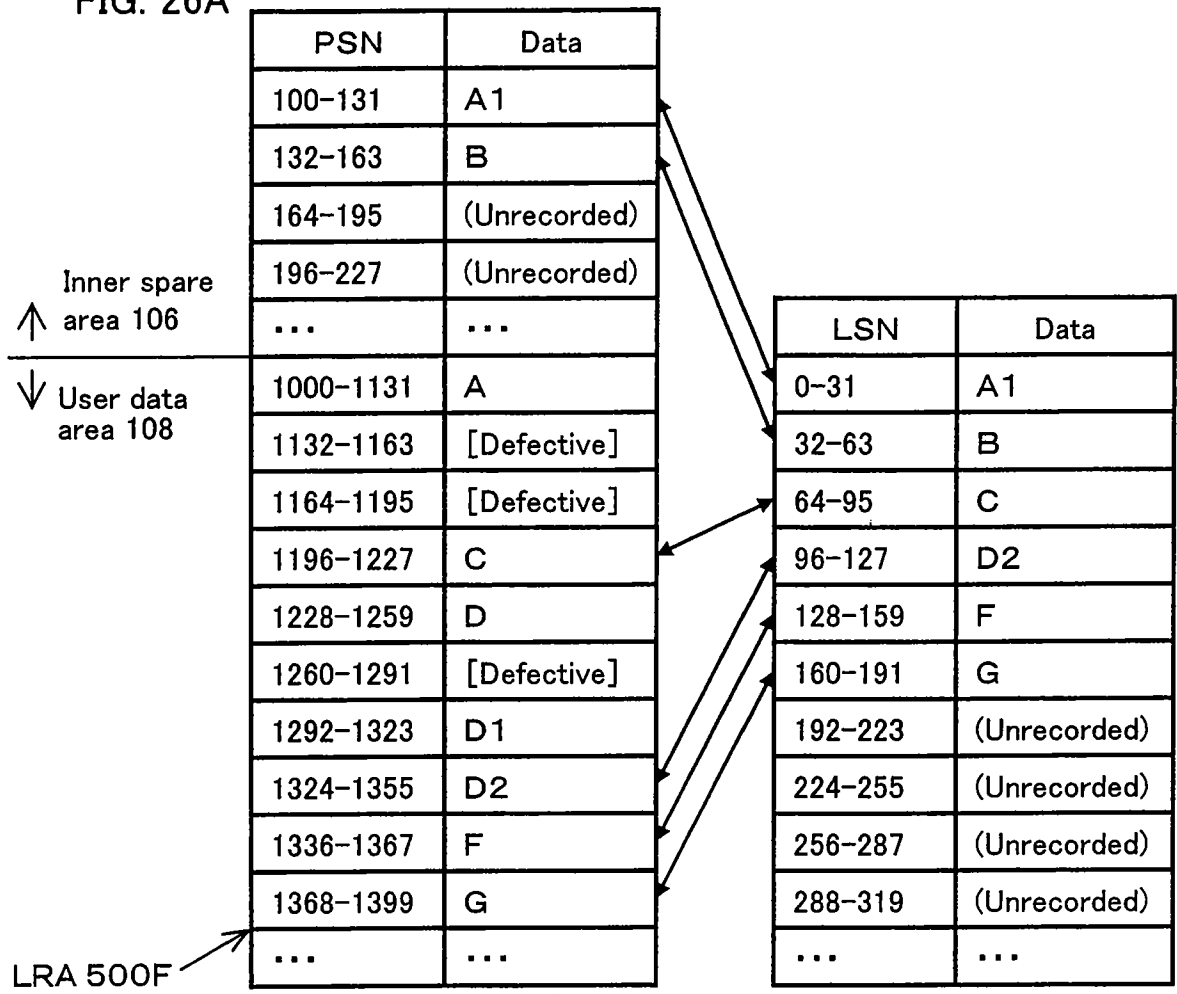 FIG. 26A
PSN Data
100-131 A1
132-163 B
164-195 (Unrecorded)
196-227 (Unrecorded)
... ...
1000-1131 A
1132-1163 [Defective]
1164-1195 [Defective]
1196-1227 C
1228-1259 D
1260-1291 [Defective]
1292-1323 D1
1324-1355 D2
1336-1367 F
1368-1399 G
... ...
Inner spare
area 106
User data
area 108
LRA 500F
LSN Data
0-31 A1
32-63 B
64-95 C
96-127 D2
128-159 F
160-191 G
192-223 (Unrecorded)
224-255 (Unrecorded)
256-287 (Unrecorded)
288-319 (Unrecorded)
... ...